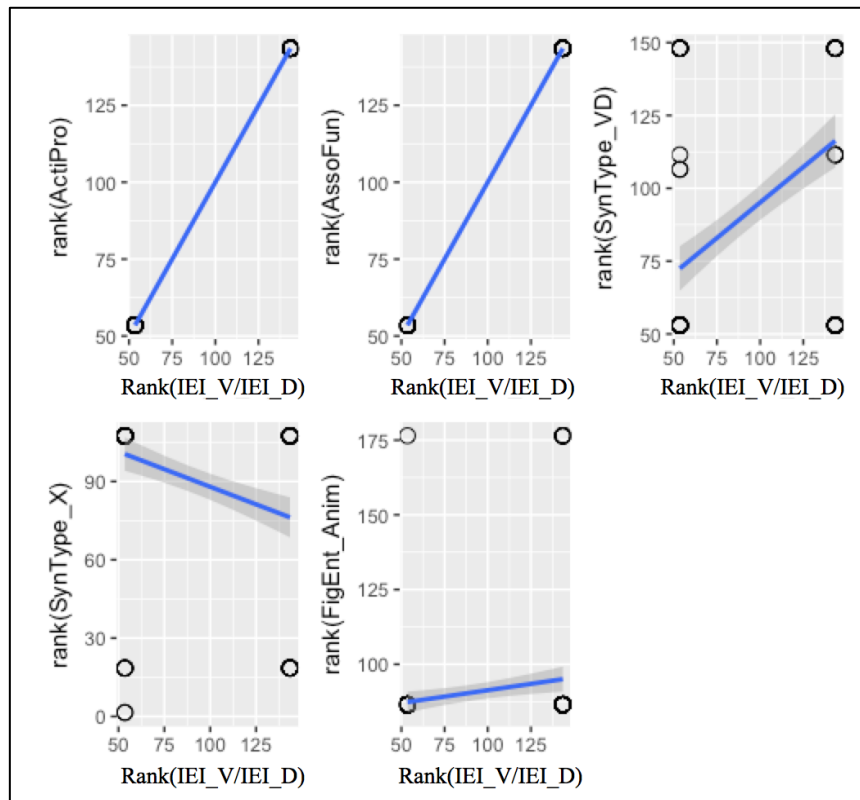 rank(ActiPro)
125
100
75
50
50 75 100 125
Rank(IEI_V/IEI_D)
rank(AssoFun)
125
100
75
50
50 75 100 125
Rank(IEI_V/IEI_D)
rank(SynType_VD)
150
125
100
75
50
50 75 100 125
Rank(IEI_V/IEI_D)
rank(SynType_X)
90
60
30
0
50 75 100 125
Rank(IEI_V/IEI_D)
rank(FigEnt_Anim)
175
150
125
100
50 75 100 125
Rank(IEI_V/IEI_D)